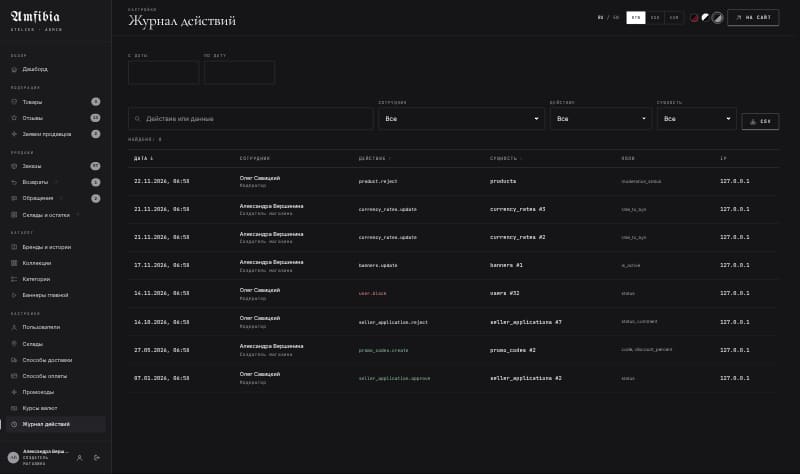 Amfibia
ATELIER · ADMIN
ОБЗОР
Дашборд
МОДЕРАЦИЯ
Товары
Отзывы
Заявки продавцов
ПРОДАЖИ
Заказы
Возвраты
Обращения
Склады и остатки
КАТАЛОГ
Бренды и истории
Коллекции
Категории
Баннеры главной
НАСТРОЙКИ
Пользователи
Склады
Способы доставки
Способы оплаты
Промокоды
Курсы валют
Журнал действий
Александра Верш...
СОЗДАТЕЛЬ
МАГАЗИНА
НАСТРОЙКИ
Журнал действий
RU / EN
BYN USD EUR
НА САЙТ
С ДАТЫ
ПО ДАТУ
Действие или данные
СОТРУДНИК
Все
ДЕЙСТВИЕ
Все
СУЩНОСТЬ
Все
CSV
НАЙДЕНО: 8
ДАТА ↓ СОТРУДНИК ДЕЙСТВИЕ СУЩНОСТЬ ПОЛЯ IP
22.11.2026, 06:58 Олег Савицкий Модератор product.reject products moderation_status 127.0.0.1
21.11.2026, 06:58 Александра Вершинина Создатель магазина currency_rates.update currency_rates #3 rate_to_byn 127.0.0.1
21.11.2026, 06:58 Александра Вершинина Создатель магазина currency_rates.update currency_rates #2 rate_to_byn 127.0.0.1
17.11.2026, 06:58 Александра Вершинина Создатель магазина banners.update banners #1 is_active 127.0.0.1
14.11.2026, 06:58 Олег Савицкий Модератор user.block users #32 status 127.0.0.1
14.10.2026, 06:58 Олег Савицкий Модератор seller_application.reject seller_applications #7 status, comment 127.0.0.1
27.05.2026, 06:58 Александра Вершинина Создатель магазина promo_codes.create promo_codes #2 code, discount_percent 127.0.0.1
07.01.2026, 06:58 Олег Савицкий Модератор seller_application.approve seller_applications #2 status 127.0.0.1